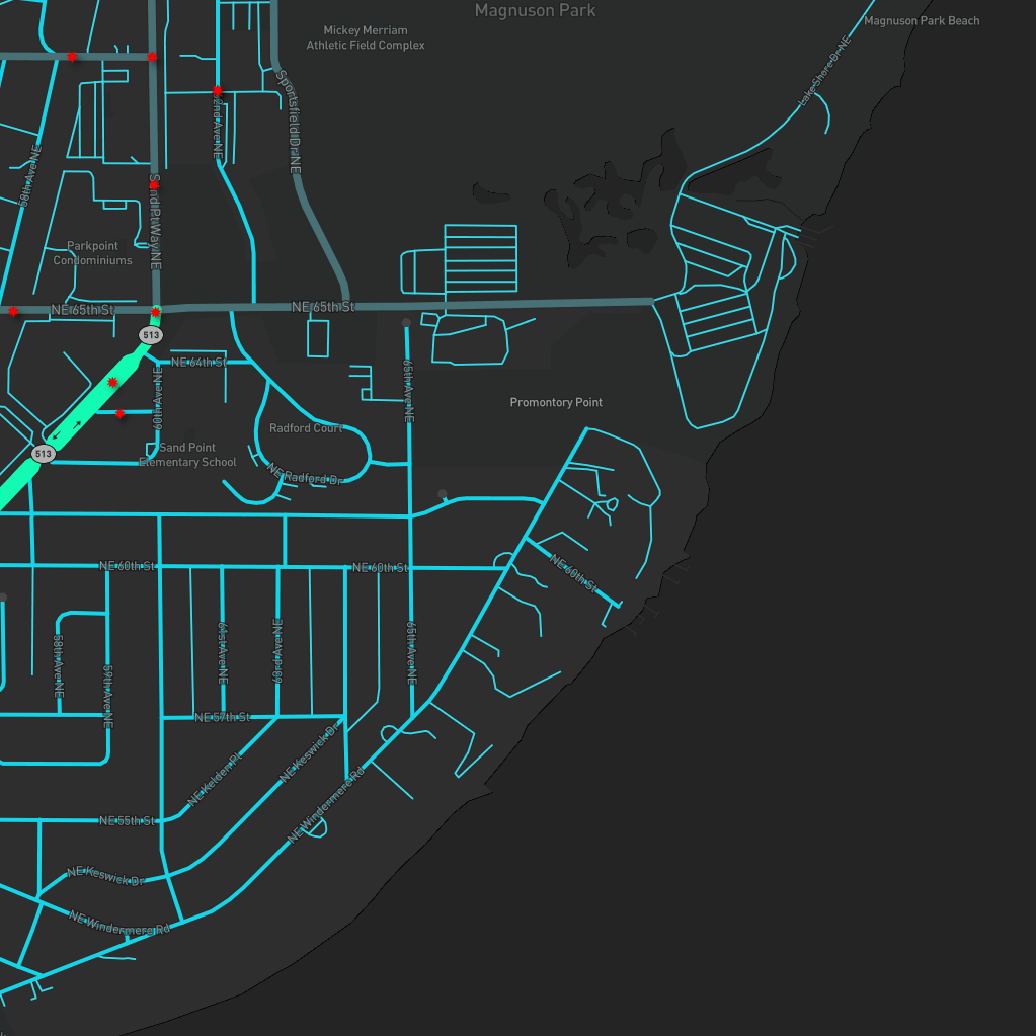 Magnuson Park
Magnuson Park Beach
Mickey Merriam
Athletic Field Complex
Lake Shore Dr NE
Sportsfield Dr NE
62nd Ave NE
58th Ave NE
Sand Pt Way NE
Parkpoint
Condominiums
NE 65th St
NE 65th St
513
NE 64th St
65th Ave NE
60th Ave NE
Promontory Point
Radford Court
513
Sand Point
Elementary School
NE Radford Dr
NE 60th St
NE 60th St
NE 60th St
58th Ave NE
59th Ave NE
61st Ave NE
65th Ave NE
NE 57th St
NE Kelden Pl
NE Keswick Dr
NE Windermere Rd
NE 55th St
NE Keswick Dr
NE Windermere Rd